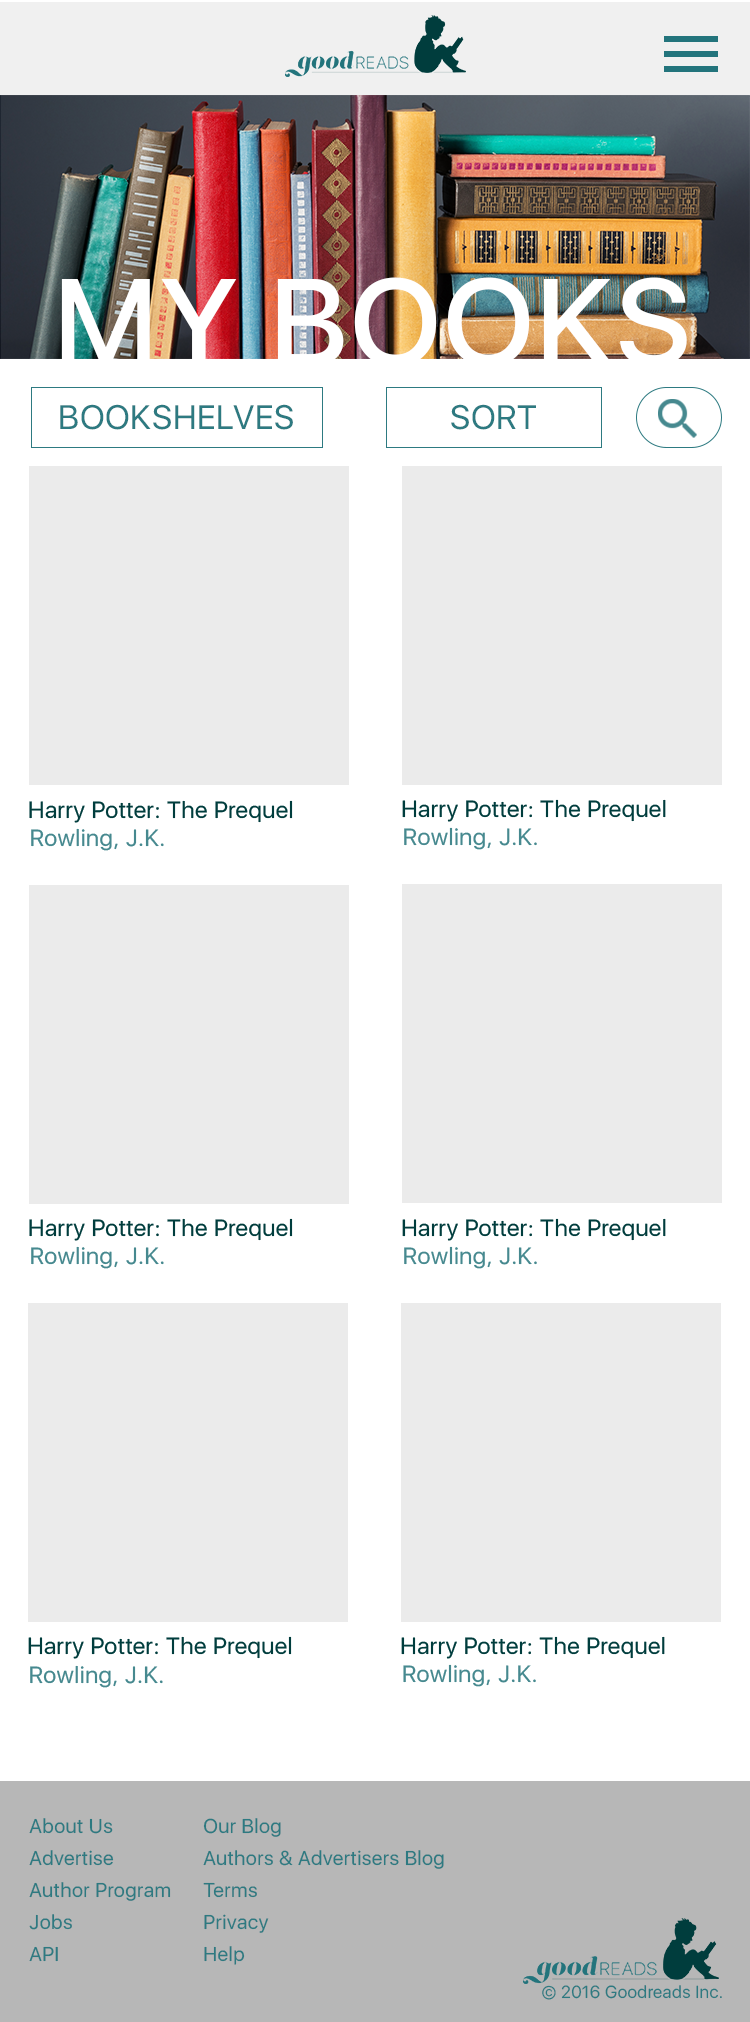 goodREADS
MY BOOKS
BOOKSHELVES
SORT
Harry Potter: The Prequel
Rowling, J.K.
Harry Potter: The Prequel
Rowling, J.K.
Harry Potter: The Prequel
Rowling, J.K.
Harry Potter: The Prequel
Rowling, J.K.
Harry Potter: The Prequel
Rowling, J.K.
Harry Potter: The Prequel
Rowling, J.K.
About Us
Advertise
Author Program
Jobs
API
Our Blog
Authors & Advertisers Blog
Terms
Privacy
Help
goodREADS
© 2016 Goodreads Inc.